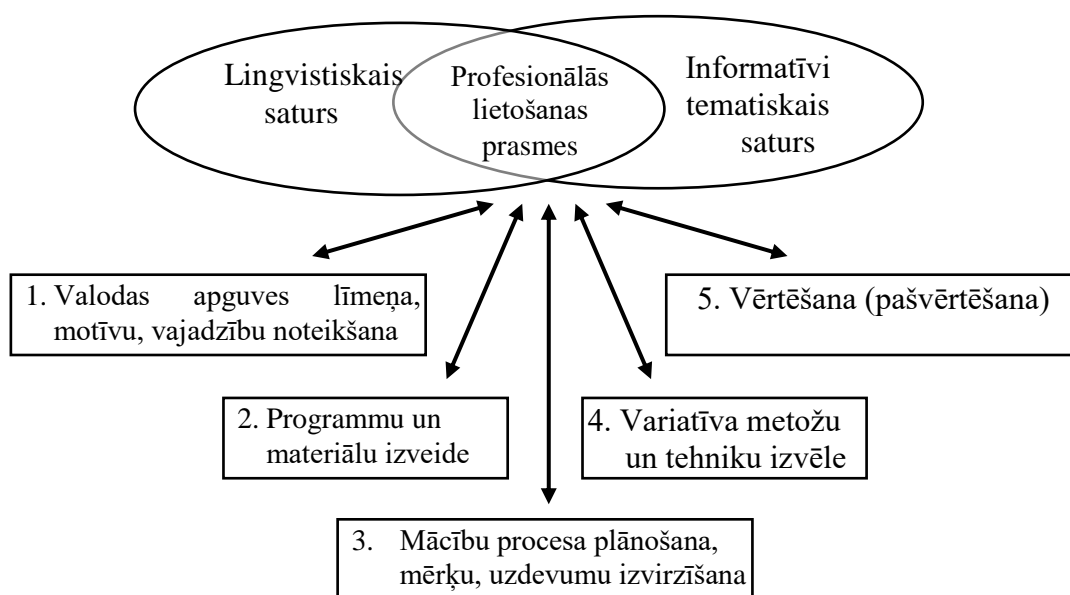 Lingvistiskais
saturs
Profesionālās
lietošanas
prasmes
Informatīvi
tematiskais
saturs
1. Valodas apguves līmeņa,
motīvu, vajadzību noteikšana
5. Vērtēšana (pašvērtēšana)
2. Programmu un
materiālu izveide
4. Variatīva metožu
un tehniku izvēle
3. Mācību procesa plānošana,
mērķu, uzdevumu izvirzīšana